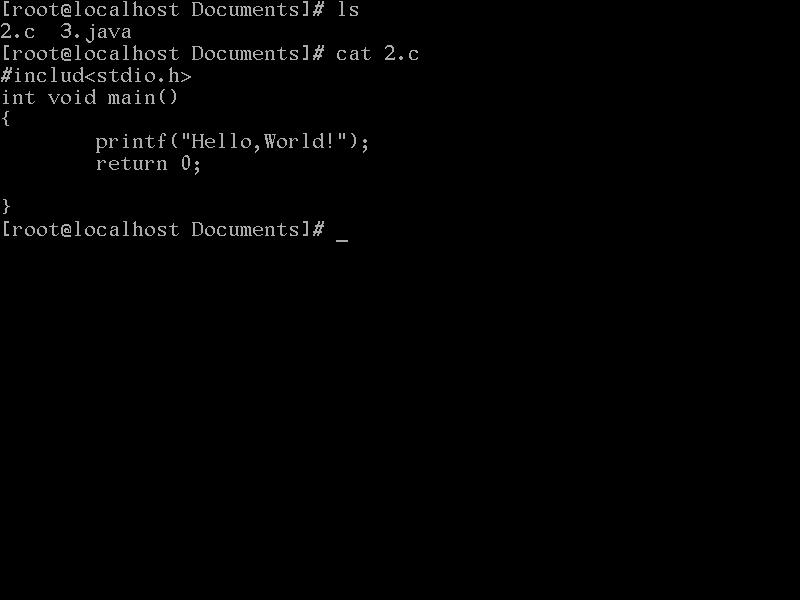 [root@localhost Documents]# ls
2.c  3.java
[root@localhost Documents]# cat 2.c
#includ<stdio.h>
int void main()
{
        printf("Hello,World!");
        return 0;

}
[root@localhost Documents]# _